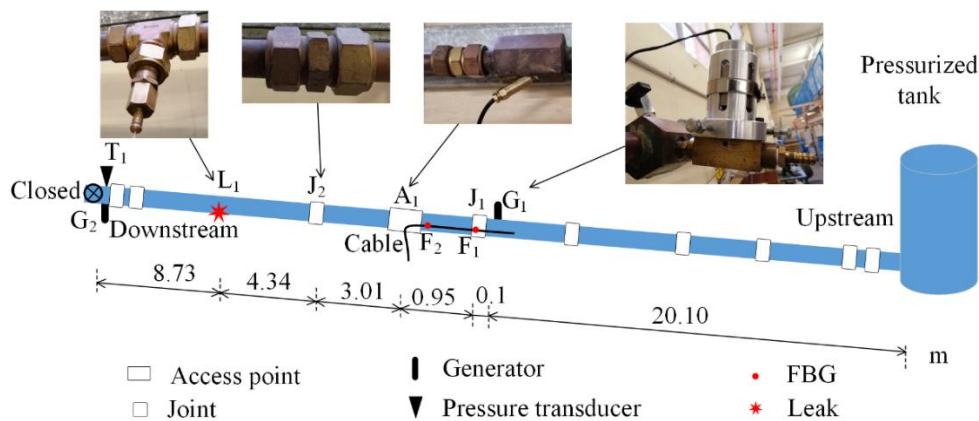 Pressurized
tank
T₁
Closed
G₂
L₁
Downstream
J₂
A₁
Cable
F₂
F₁
J₁
G₁
Upstream
8.73
4.34
3.01
0.95
0.1
20.10
m
Access point
Generator
FBG
Joint
Pressure transducer
Leak